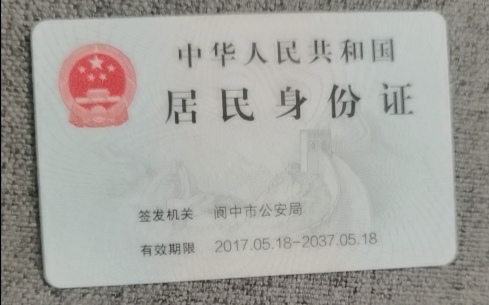 中华人民共和国
居民身份证
签发机关 阆中市公安局
有效期限 2017.05.18-2037.05.18